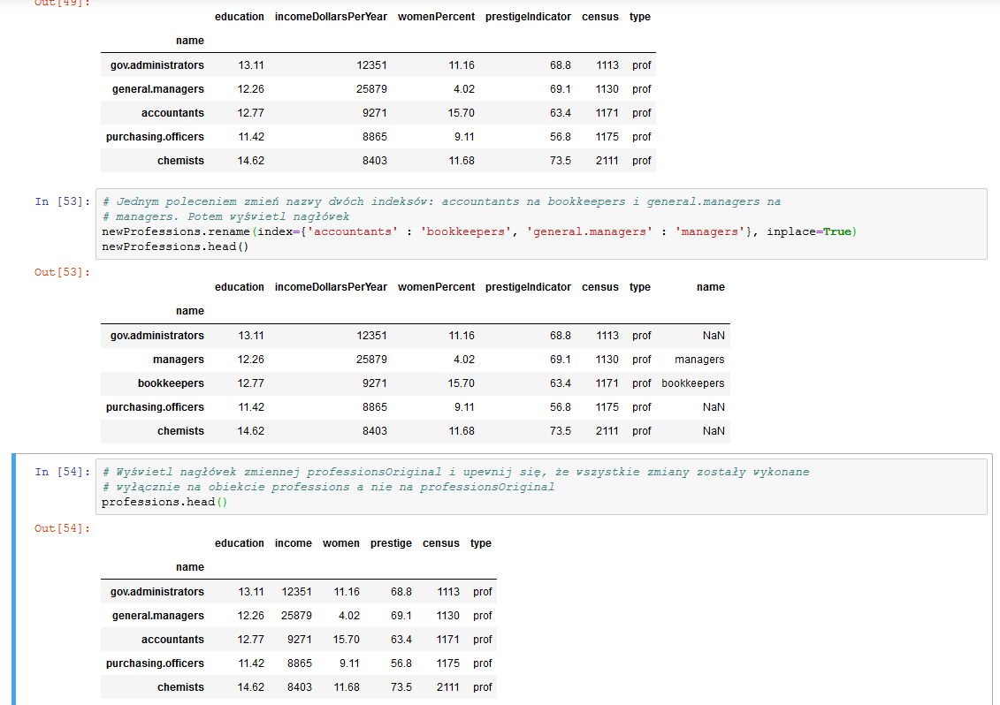 Out[49]:
education incomeDollarsPerYear womenPercent prestigeIndicator census type
name
gov.administrators 13.11 12351 11.16 68.8 1113 prof
general.managers 12.26 25879 4.02 69.1 1130 prof
accountants 12.77 9271 15.70 63.4 1171 prof
purchasing.officers 11.42 8865 9.11 56.8 1175 prof
chemists 14.62 8403 11.68 73.5 2111 prof
In [53]: # Jednym poleceniem zmień nazwy dwóch indeksów: accountants na bookkeepers i general.managers na
# managers. Potem wyświetl nagłówek
newProfessions.rename(index={'accountants' : 'bookkeepers', 'general.managers' : 'managers'}, inplace=True)
newProfessions.head()
Out[53]:
education incomeDollarsPerYear womenPercent prestigeIndicator census type name
name
gov.administrators 13.11 12351 11.16 68.8 1113 prof NaN
managers 12.26 25879 4.02 69.1 1130 prof managers
bookkeepers 12.77 9271 15.70 63.4 1171 prof bookkeepers
purchasing.officers 11.42 8865 9.11 56.8 1175 prof NaN
chemists 14.62 8403 11.68 73.5 2111 prof NaN
In [54]: # Wyświetl nagłówek zmiennej professionsOriginal i upewnij się, że wszystkie zmiany zostały wykonane
# wyłącznie na obiekcie professions a nie na professionsOriginal
professions.head()
Out[54]:
education income women prestige census type
name
gov.administrators 13.11 12351 11.16 68.8 1113 prof
general.managers 12.26 25879 4.02 69.1 1130 prof
accountants 12.77 9271 15.70 63.4 1171 prof
purchasing.officers 11.42 8865 9.11 56.8 1175 prof
chemists 14.62 8403 11.68 73.5 2111 prof